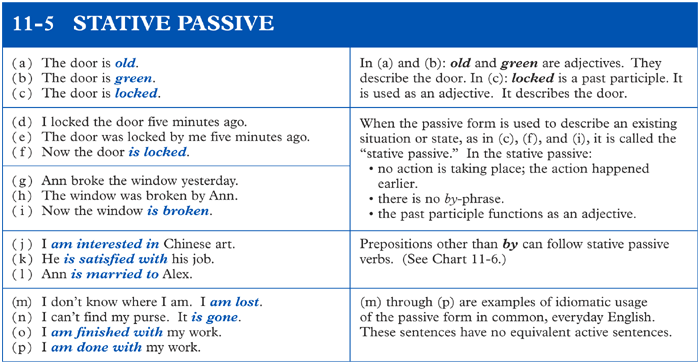 11-5 STATIVE PASSIVE
(a) The door is old.
(b) The door is green.
(c) The door is locked.
In (a) and (b): old and green are adjectives. They
describe the door. In (c): locked is a past participle. It
is used as an adjective. It describes the door.
(d) I locked the door five minutes ago.
(e) The door was locked by me five minutes ago.
(f) Now the door is locked.
(g) Ann broke the window yesterday.
(h) The window was broken by Ann.
(i) Now the window is broken.
When the passive form is used to describe an existing
situation or state, as in (c), (f), and (i), it is called the
“stative passive.” In the stative passive:
• no action is taking place; the action happened
earlier.
• there is no by-phrase.
• the past participle functions as an adjective.
(j) I am interested in Chinese art.
(k) He is satisfied with his job.
(l) Ann is married to Alex.
Prepositions other than by can follow stative passive
verbs. (See Chart 11-6.)
(m) I don’t know where I am. I am lost.
(n) I can’t find my purse. It is gone.
(o) I am finished with my work.
(p) I am done with my work.
(m) through (p) are examples of idiomatic usage
of the passive form in common, everyday English.
These sentences have no equivalent active sentences.